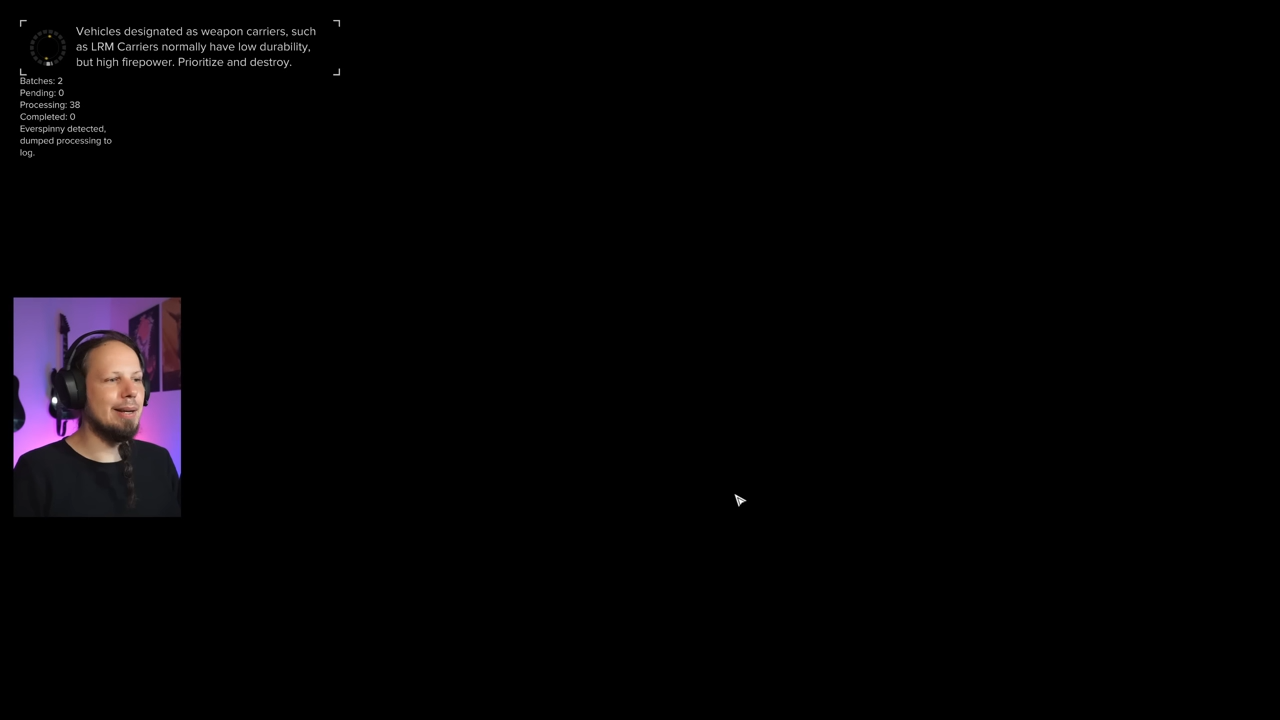 Vehicles designated as weapon carriers, such
as LRM Carriers normally have low durability,
but high firepower. Prioritize and destroy.
Batches: 2
Pending: 0
Processing: 38
Completed: 0
Everspinny detected,
dumped processing to
log.